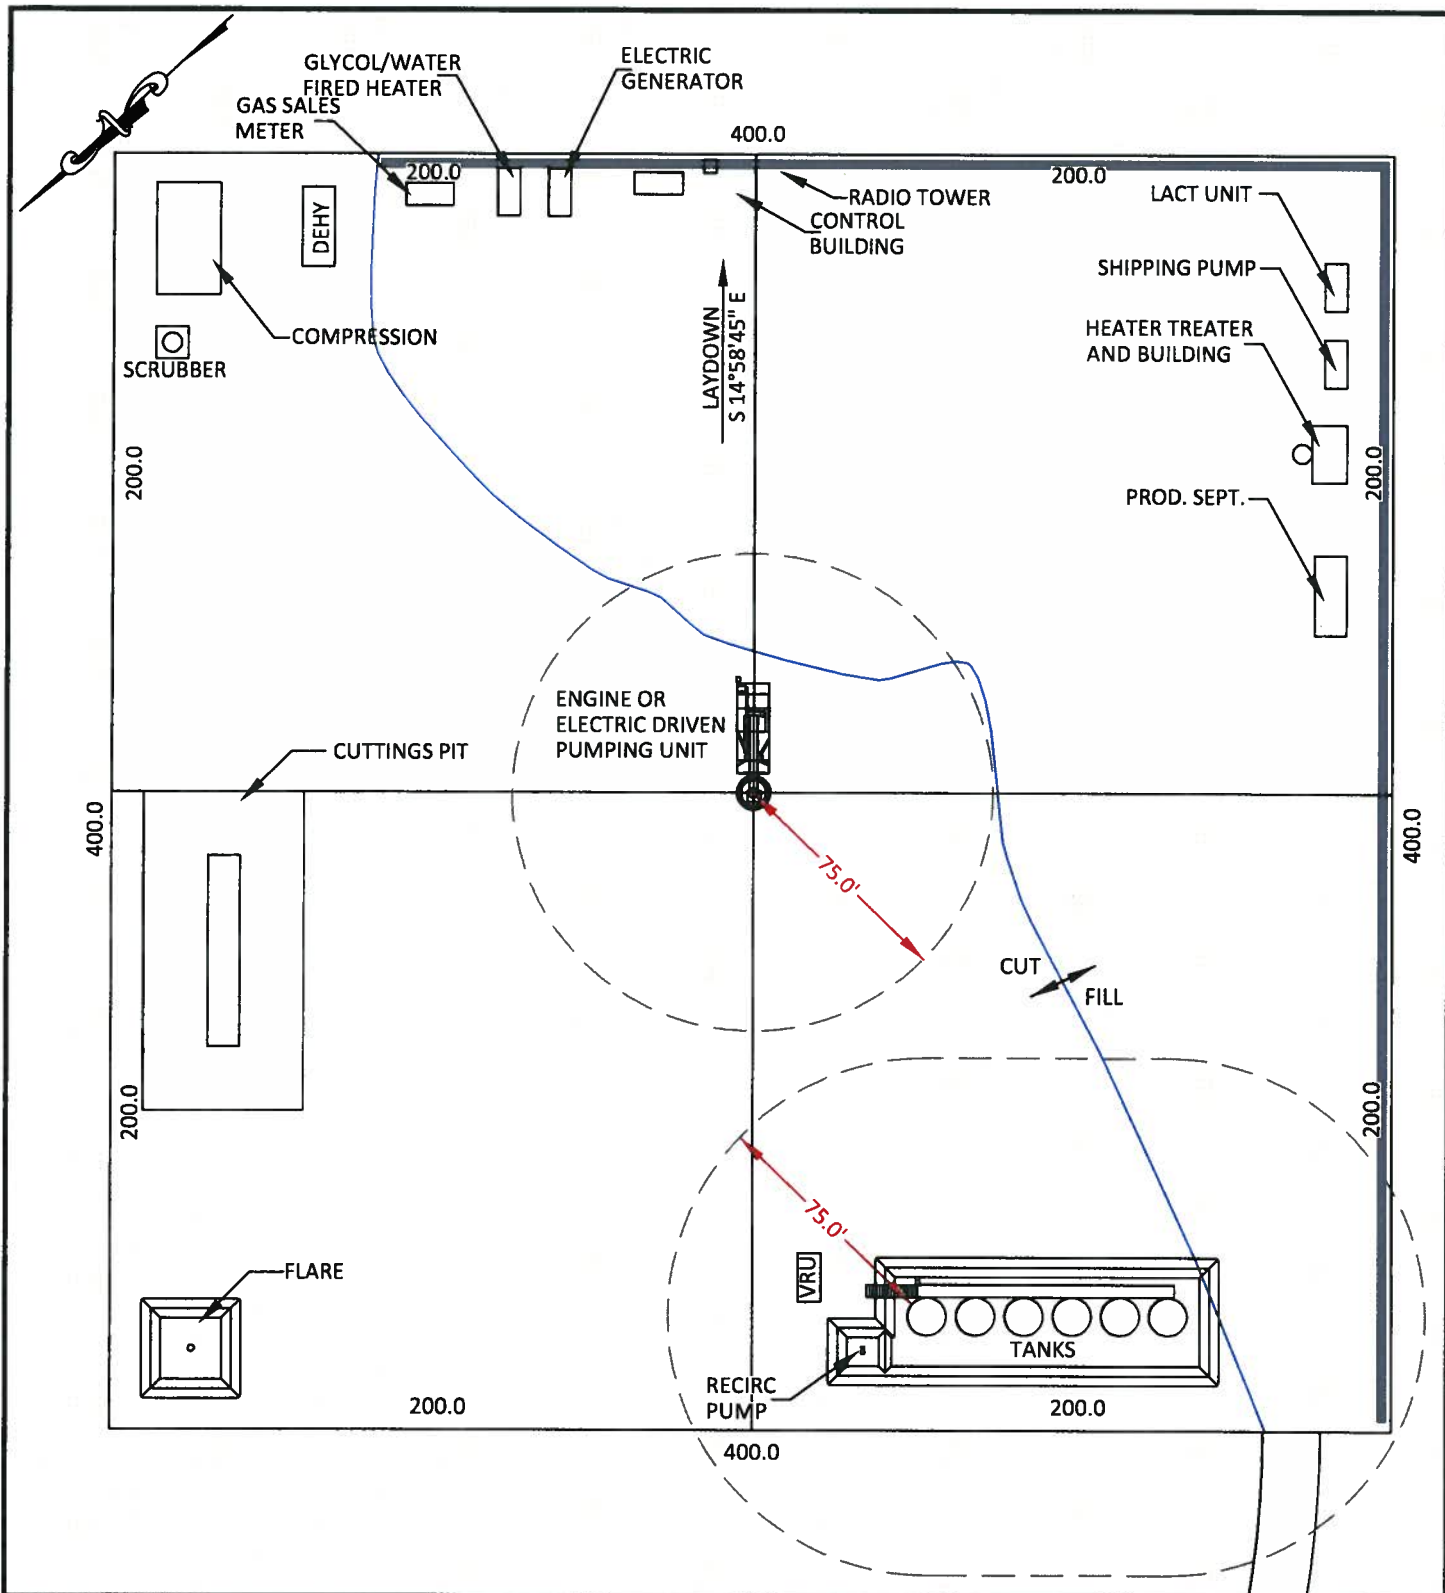 GLYCOL/WATER
FIRED HEATER
ELECTRIC
GENERATOR
GAS SALES
METER
400.0
200.0
200.0
RADIO TOWER
CONTROL
BUILDING
LACT UNIT
DEHY
SHIPPING PUMP
COMPRESSION
SCRUBBER
LAYDOWN
S 14°58'45" E
HEATER TREATER
AND BUILDING
200.0
200.0
PROD. SEPT.
ENGINE OR
ELECTRIC DRIVEN
PUMPING UNIT
CUTTINGS PIT
400.0
400.0
75.0'
CUT
FILL
200.0
200.0
75.0'
FLARE
VRU
TANKS
RECIRC
PUMP
200.0
200.0
400.0